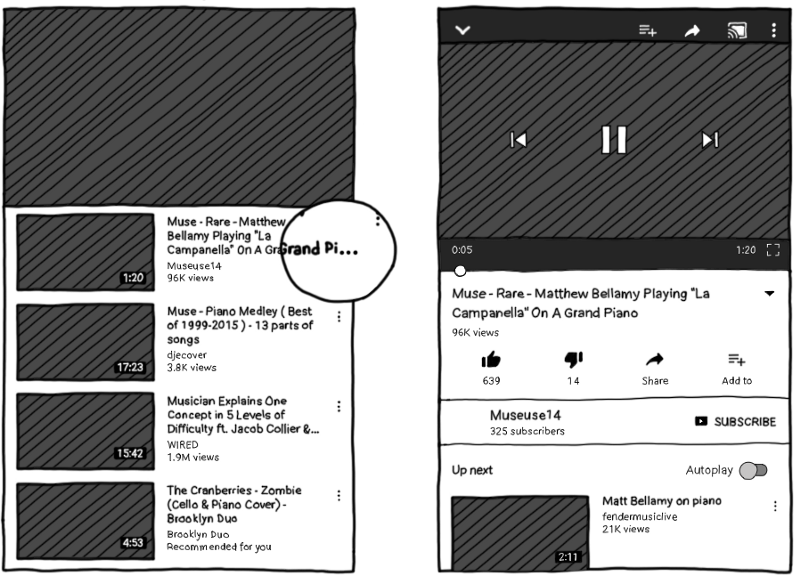 Muse - Rare - Matthew
Bellamy Playing "La
Campanella" On A Gra
Grand Pi...
Museuse14
96K views
1:20
Muse - Piano Medley ( Best
of 1999-2015 ) - 13 parts of
songs
djecover
3.8K views
17:23
Musician Explains One
Concept in 5 Levels of
Difficulty ft. Jacob Collier &...
WIRED
1.9M views
15:42
The Cranberries - Zombie
(Cello & Piano Cover) -
Brooklyn Duo
Brooklyn Duo
Recommended for you
4:53
0:05 1:20
Muse - Rare - Matthew Bellamy Playing "La
Campanella" On A Grand Piano
96K views
639 14 Share Add to
Museuse14
325 subscribers
SUBSCRIBE
Up next Autoplay
Matt Bellamy on piano
fendermusiclive
21K views
2:11